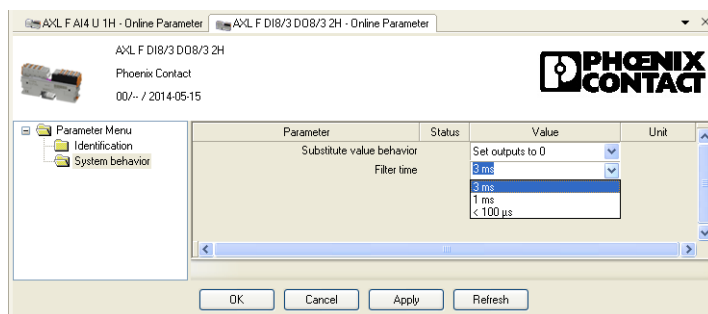 AXL F AI4 U 1H - Online Parameter
AXL F DI8/3 DO8/3 2H - Online Parameter
AXL F DI8/3 DO8/3 2H
Phoenix Contact
00/-- / 2014-05-15
PHŒNIX
CONTACT
Parameter Menu
Identification
System behavior
Parameter Status Value Unit
Substitute value behavior Set outputs to 0
Filter time 3 ms
3 ms
1 ms
< 100 µs
OK Cancel Apply Refresh